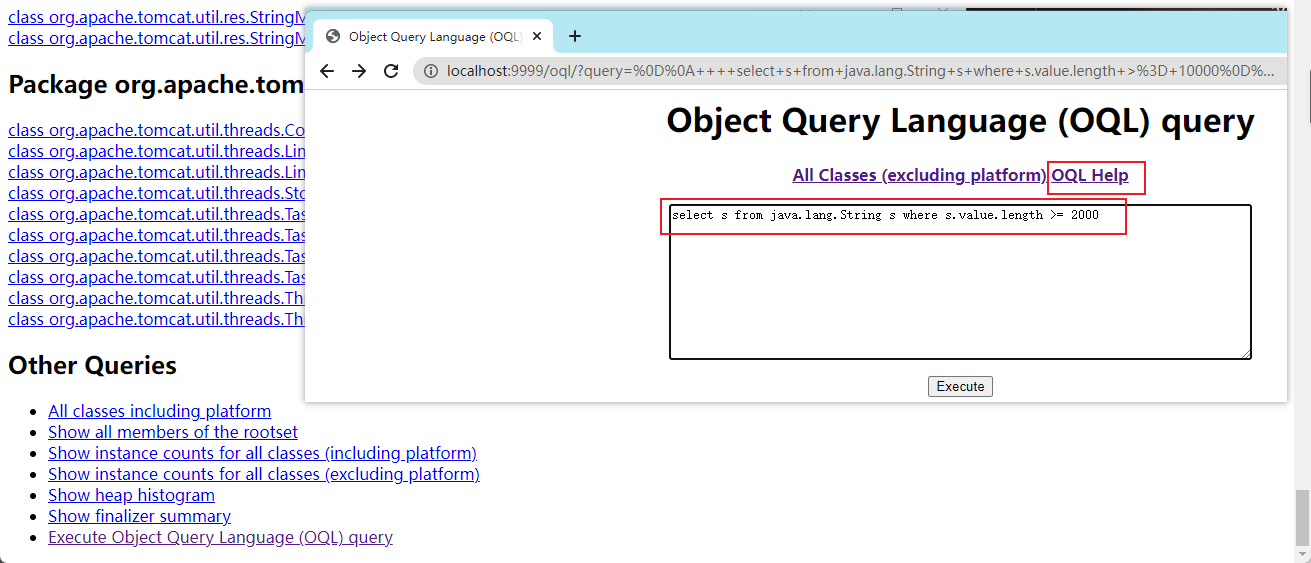 class org.apache.tomcat.util.res.StringM
class org.apache.tomcat.util.res.StringM
Package org.apache.tom
class org.apache.tomcat.util.threads.Co
class org.apache.tomcat.util.threads.Lim
class org.apache.tomcat.util.threads.Lim
class org.apache.tomcat.util.threads.Sto
class org.apache.tomcat.util.threads.Tas
class org.apache.tomcat.util.threads.Tas
class org.apache.tomcat.util.threads.Tas
class org.apache.tomcat.util.threads.Tas
class org.apache.tomcat.util.threads.Th
class org.apache.tomcat.util.threads.Th
Other Queries
All classes including platform
Show all members of the rootset
Show instance counts for all classes (including platform)
Show instance counts for all classes (excluding platform)
Show heap histogram
Show finalizer summary
Execute Object Query Language (OQL) query
Object Query Language (OQL)
localhost:9999/oql/?query=%0D%0A++++select+s+from+java.lang.String+s+where+s.value.length+>%3D+10000%0D%...
Object Query Language (OQL) query
All Classes (excluding platform) OQL Help
select s from java.lang.String s where s.value.length >= 2000
Execute